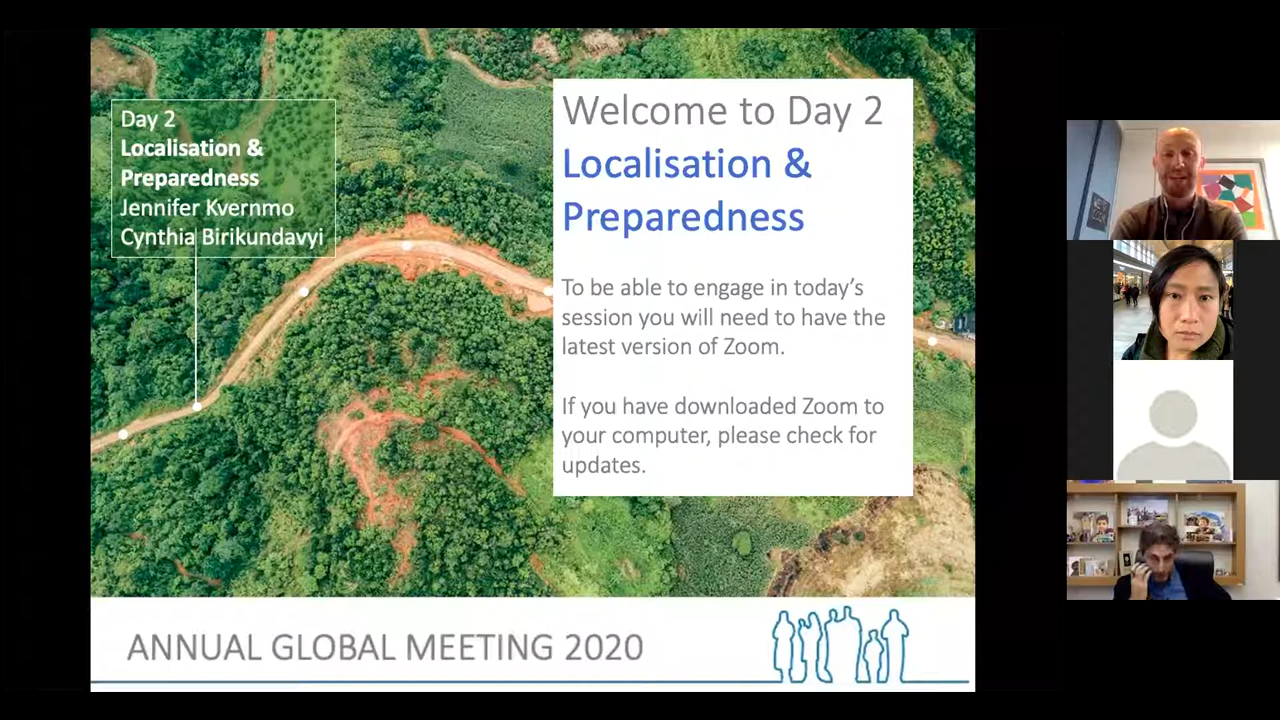 Day 2
Localisation &
Preparedness
Jennifer Kvernmo
Cynthia Birikundavyi
Welcome to Day 2
Localisation &
Preparedness
To be able to engage in today's
session you will need to have the
latest version of Zoom.
If you have downloaded Zoom to
your computer, please check for
updates.
ANNUAL GLOBAL MEETING 2020